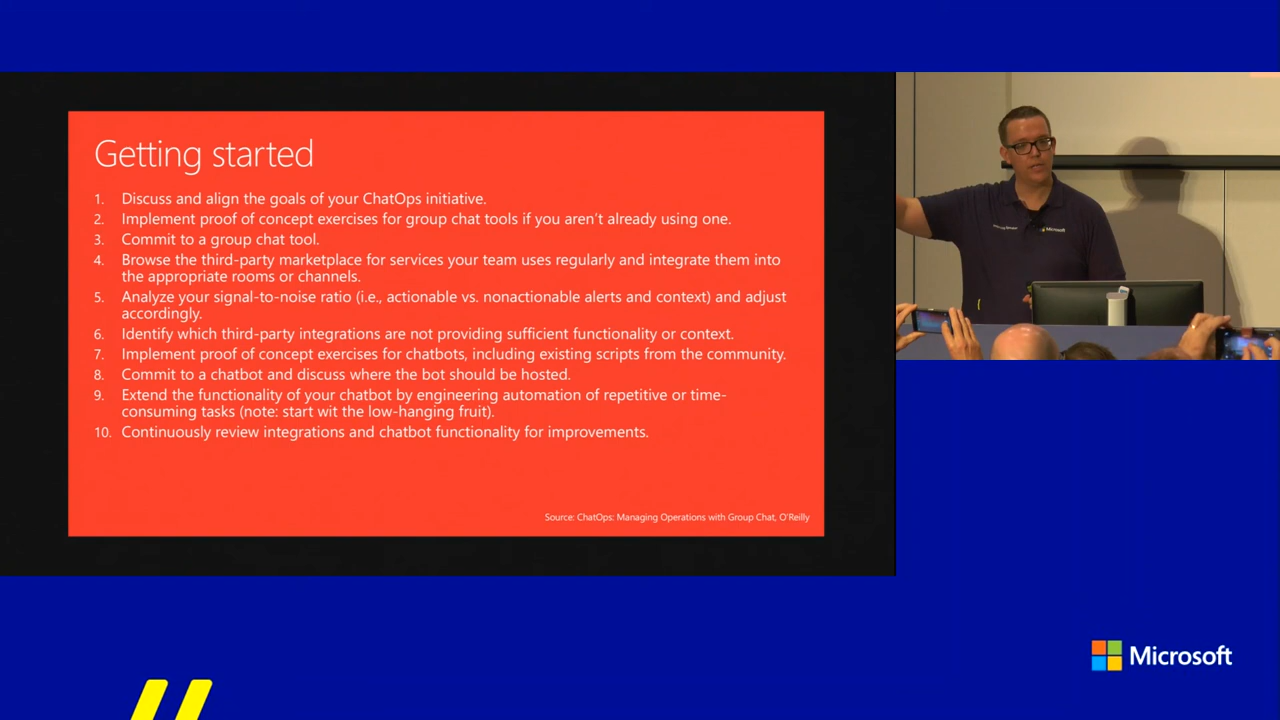 Getting started
1. Discuss and align the goals of your ChatOps initiative.
2. Implement proof of concept exercises for group chat tools if you aren't already using one.
3. Commit to a group chat tool.
4. Browse the third-party marketplace for services your team uses regularly and integrate them into
the appropriate rooms or channels.
5. Analyze your signal-to-noise ratio (i.e., actionable vs. nonactionable alerts and context) and adjust
accordingly.
6. Identify which third-party integrations are not providing sufficient functionality or context.
7. Implement proof of concept exercises for chatbots, including existing scripts from the community.
8. Commit to a chatbot and discuss where the bot should be hosted.
9. Extend the functionality of your chatbot by engineering automation of repetitive or time-
consuming tasks (note: start wit the low-hanging fruit).
10. Continuously review integrations and chatbot functionality for improvements.
Source: ChatOps: Managing Operations with Group Chat, O'Reilly
Microsoft
Microsoft